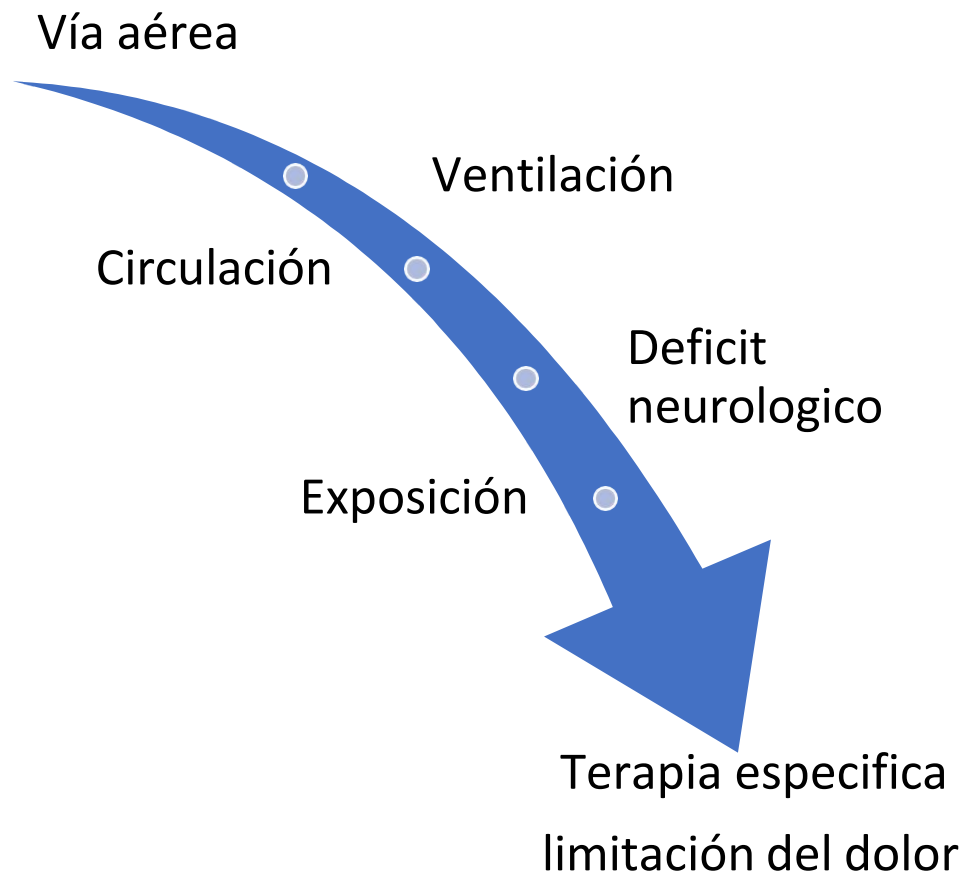 Vía aérea
Ventilación
Circulación
Deficit
neurologico
Exposición
Terapia especifica
limitación del dolor